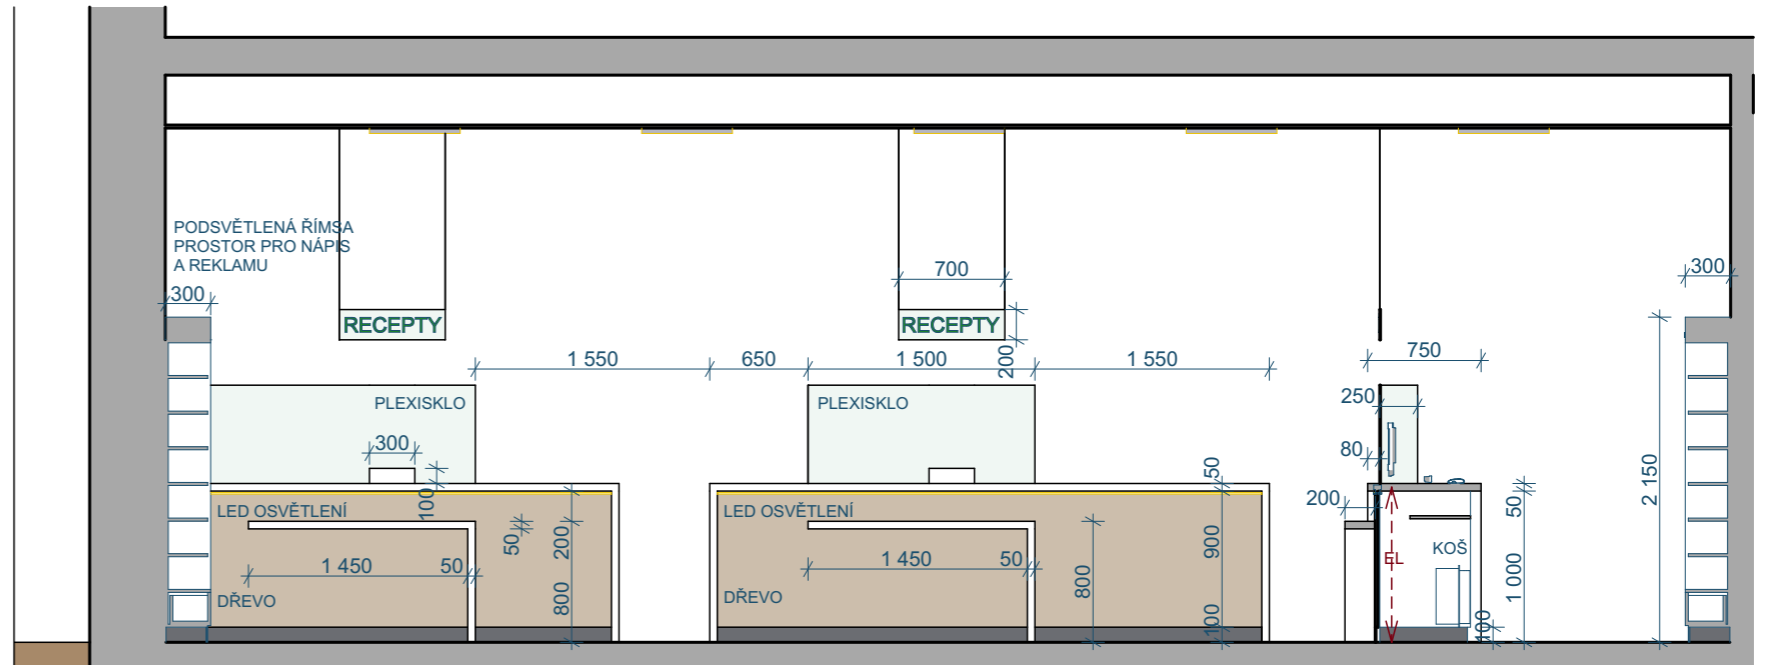 PODSVĚTLENÁ ŘÍMSA
PROSTOR PRO NÁPIS
A REKLAMU
300
700
300
RECEPTY
RECEPTY
200
1 550
650
1 500
1 550
750
PLEXISKLO
PLEXISKLO
250
300
80
100
50
2 150
LED OSVĚTLENÍ
LED OSVĚTLENÍ
200
50
50
200
900
EL
KOŠ
1 450
50
1 450
50
DŘEVO
800
DŘEVO
800
1 000
100
100